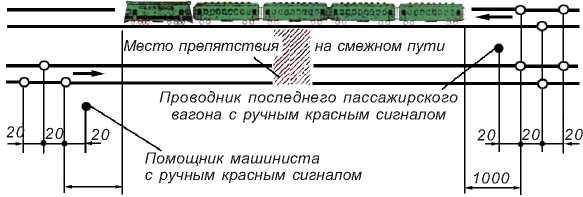 Место препятствия на смежном пути
Проводник последнего пассажирского
вагона с ручным красным сигналом
20 20 20
20 20 20
Помощник машиниста
с ручным красным сигналом
1000